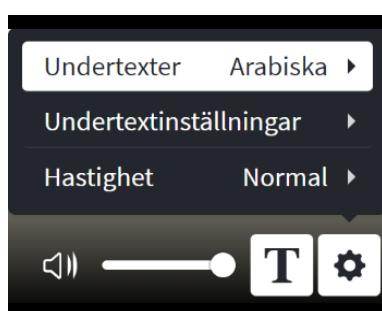 Undertexter Arabiska
Undertextinställningar
Hastighet Normal
T